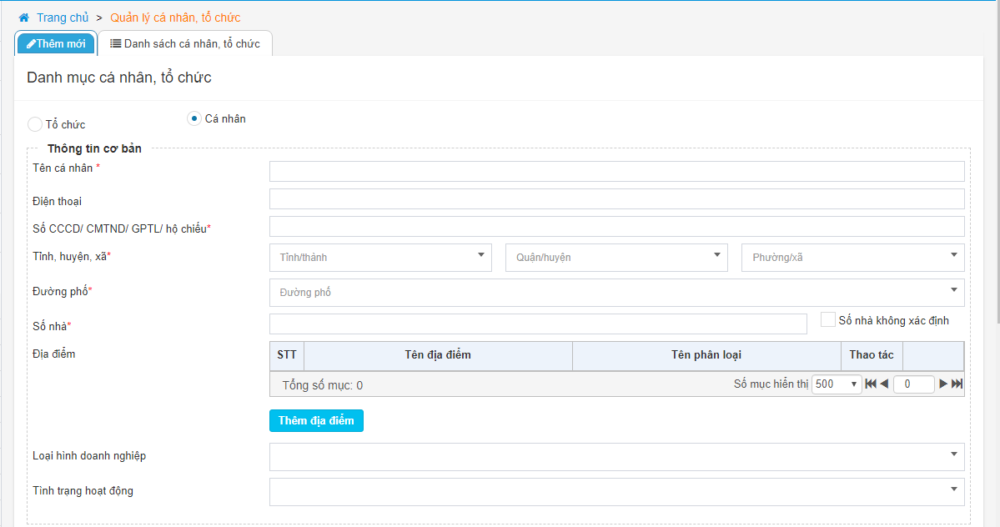 Trang chủ > Quản lý cá nhân, tổ chức
Thêm mới Danh sách cá nhân, tổ chức
Danh mục cá nhân, tổ chức
Tổ chức Cá nhân
Thông tin cơ bản
Tên cá nhân *
Điện thoại
Số CCCD/ CMTND/ GPTL/ hộ chiếu*
Tỉnh, huyện, xã* Tỉnh/thành Quận/huyện Phường/xã
Đường phố* Đường phố
Số nhà* Số nhà không xác định
Địa điểm STT Tên địa điểm Tên phân loại Thao tác
Tổng số mục: 0 Số mục hiển thị 500 0
Thêm địa điểm
Loại hình doanh nghiệp
Tình trạng hoạt động